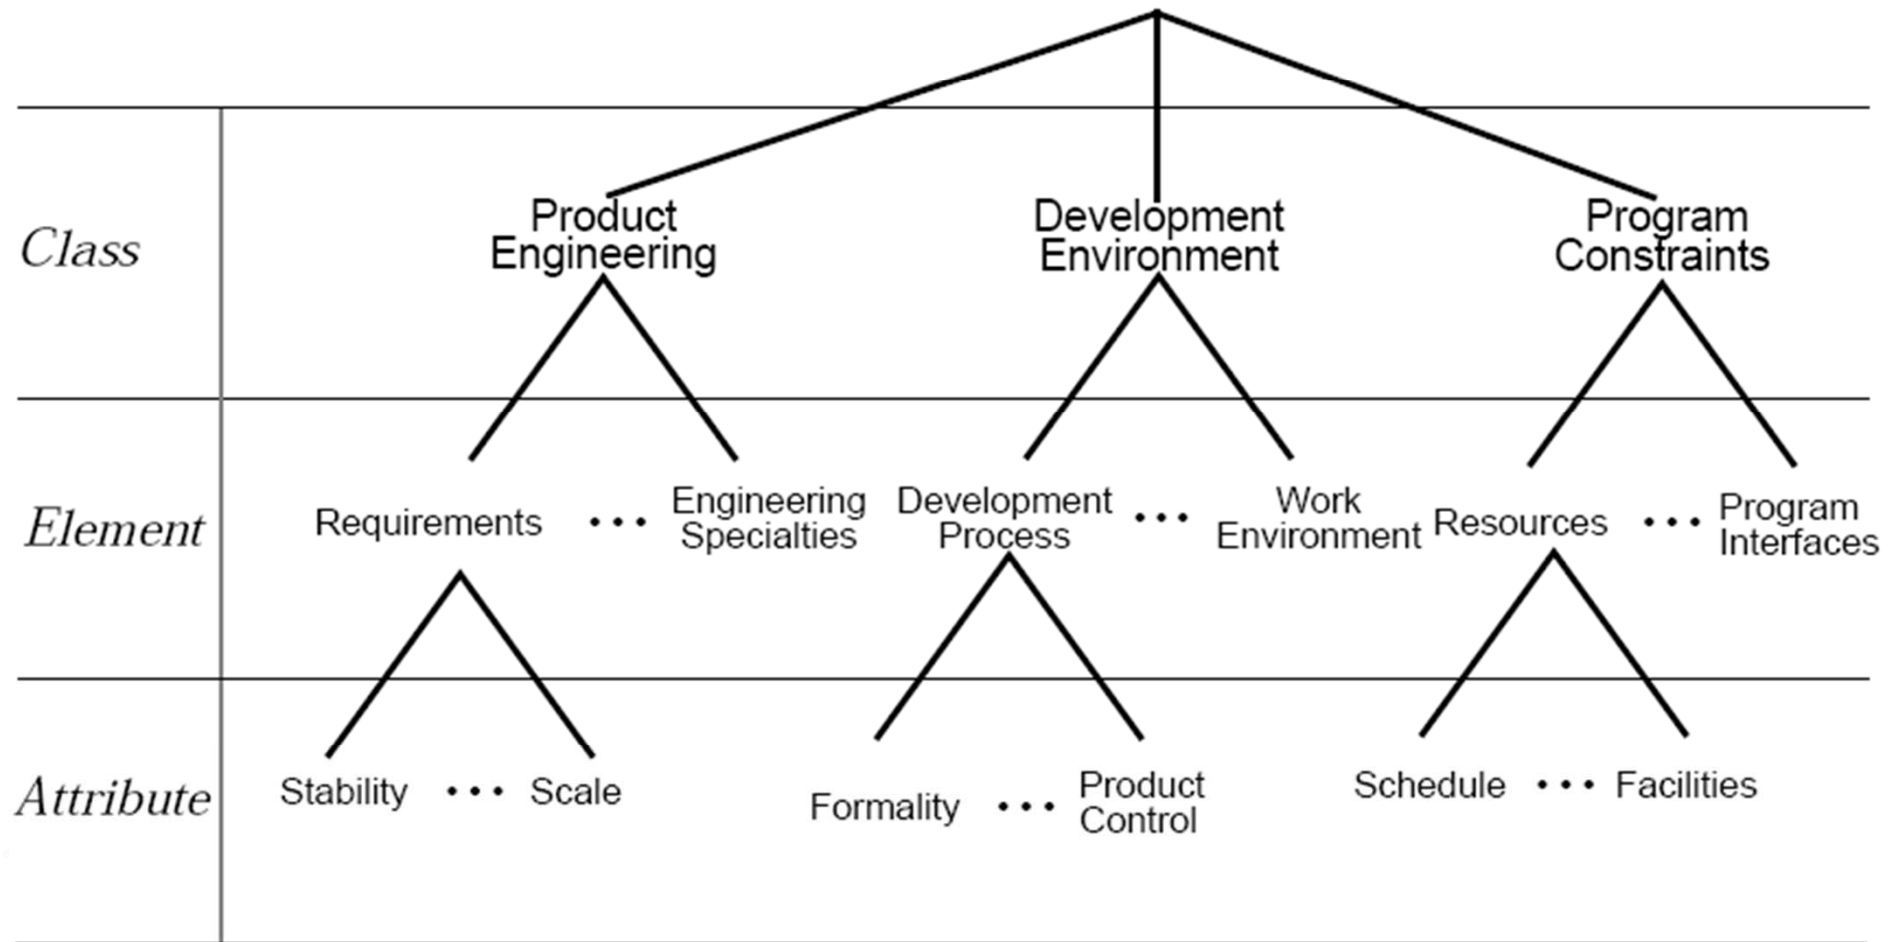 Class
Product
Engineering
Development
Environment
Program
Constraints
Element
Requirements
•••
Engineering
Specialties
Development
Process
•••
Work
Environment
Resources
•••
Program
Interfaces
Attribute
Stability
•••
Scale
Formality
•••
Product
Control
Schedule
•••
Facilities